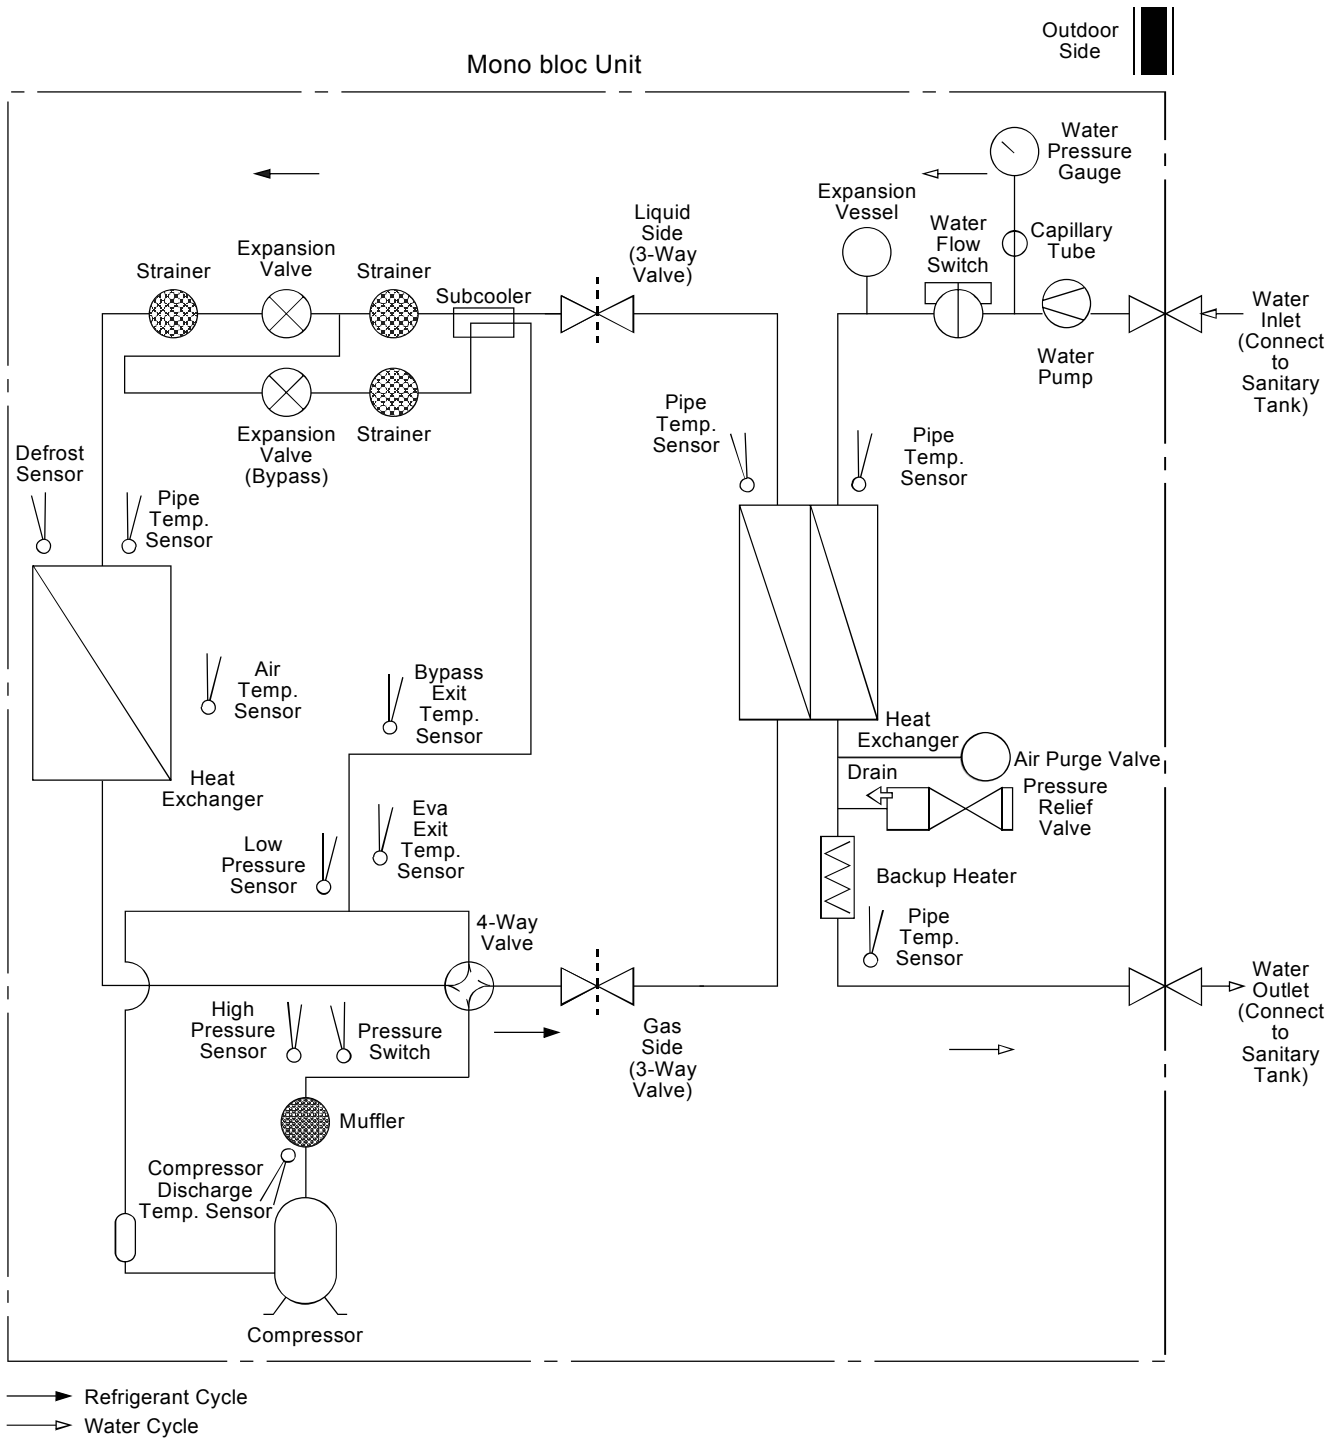 Outdoor
Side
Mono bloc Unit
Water
Pressure
Gauge
Expansion
Vessel
Water
Flow
Switch
Capillary
Tube
Liquid
Side
(3-Way
Valve)
Strainer
Expansion
Valve
Strainer
Subcooler
Water
Inlet
(Connect
to
Sanitary
Tank)
Water
Pump
Expansion
Valve
(Bypass)
Strainer
Pipe
Temp.
Sensor
Pipe
Temp.
Sensor
Defrost
Sensor
Pipe
Temp.
Sensor
Air
Temp.
Sensor
Bypass
Exit
Temp.
Sensor
Heat
Exchanger
Heat
Exchanger
Air Purge Valve
Drain
Pressure
Relief
Valve
Eva
Exit
Temp.
Sensor
Low
Pressure
Sensor
Backup Heater
Pipe
Temp.
Sensor
4-Way
Valve
Water
Outlet
(Connect
to
Sanitary
Tank)
High
Pressure
Sensor
Pressure
Switch
Gas
Side
(3-Way
Valve)
Muffler
Compressor
Discharge
Temp. Sensor
Compressor
Refrigerant Cycle
Water Cycle